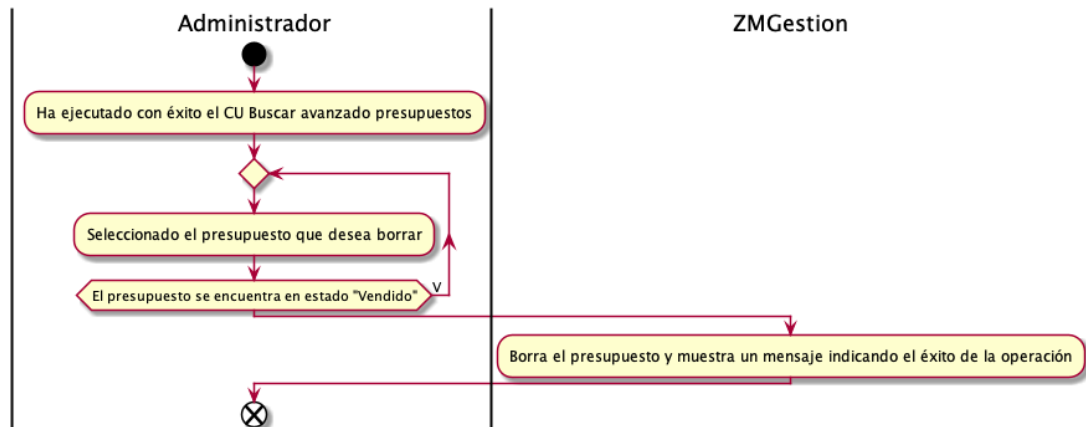 Administrador
ZMGestion
Ha ejecutado con éxito el CU Buscar avanzado presupuestos
Seleccionado el presupuesto que desea borrar
El presupuesto se encuentra en estado "Vendido"
V
Borra el presupuesto y muestra un mensaje indicando el éxito de la operación